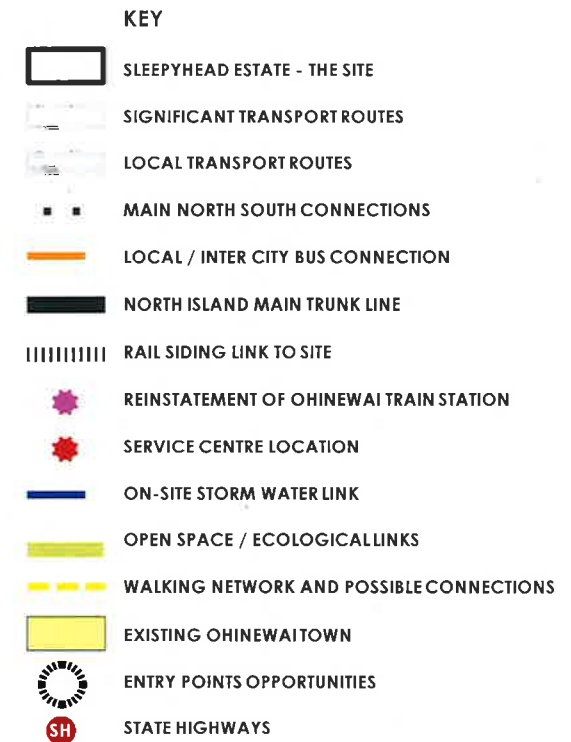 KEY
SLEEPYHEAD ESTATE - THE SITE
SIGNIFICANT TRANSPORT ROUTES
LOCAL TRANSPORT ROUTES
MAIN NORTH SOUTH CONNECTIONS
LOCAL / INTER CITY BUS CONNECTION
NORTH ISLAND MAIN TRUNK LINE
RAIL SIDING LINK TO SITE
REINSTATEMENT OF OHINEWAI TRAIN STATION
SERVICE CENTRE LOCATION
ON-SITE STORM WATER LINK
OPEN SPACE / ECOLOGICAL LINKS
WALKING NETWORK AND POSSIBLE CONNECTIONS
EXISTING OHINEWAI TOWN
ENTRY POINTS OPPORTUNITIES
SH STATE HIGHWAYS